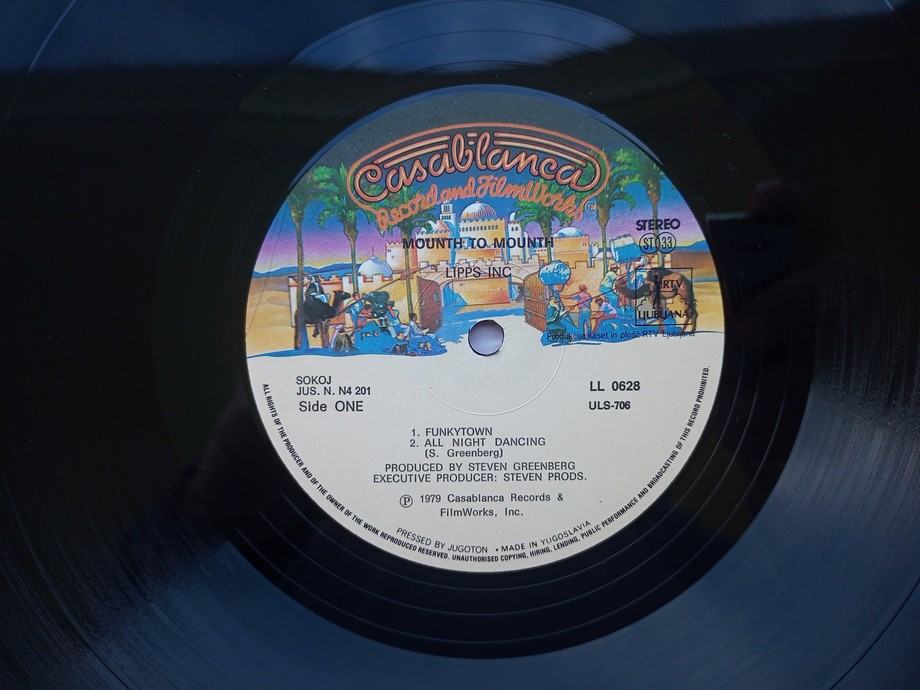 Casablanca
Record and FilmWorks
STEREO
ST 33
MOUNTH TO MOUNTH
LIPPS INC
RTV
LJUBLJANA
Produkcija kaset in plošč RTV Ljubljana
SOKOJ
JUS. N. N4 201
Side ONE
LL 0628
ULS-706
1. FUNKYTOWN
2. ALL NIGHT DANCING
(S. Greenberg)
PRODUCED BY STEVEN GREENBERG
EXECUTIVE PRODUCER: STEVEN PRODS.
Ⓟ 1979 Casablanca Records &
FilmWorks, Inc.
PRESSED BY JUGOTON • MADE IN YUGOSLAVIA
ALL RIGHTS OF THE PRODUCER AND OF THE OWNER OF THE WORK REPRODUCED RESERVED. UNAUTHORISED COPYING, HIRING, LENDING, PUBLIC PERFORMANCE AND BROADCASTING OF THIS RECORD PROHIBITED.